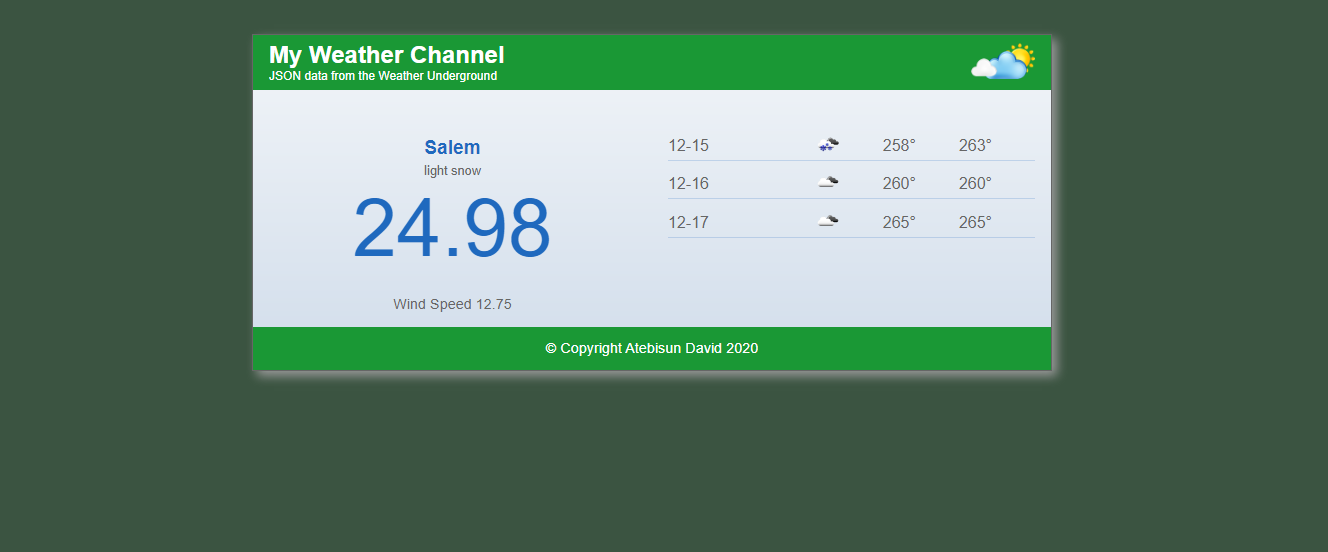 My Weather Channel
JSON data from the Weather Underground
Salem
light snow
24.98
Wind Speed 12.75
12-15 258° 263°
12-16 260° 260°
12-17 265° 265°
© Copyright Atebisun David 2020